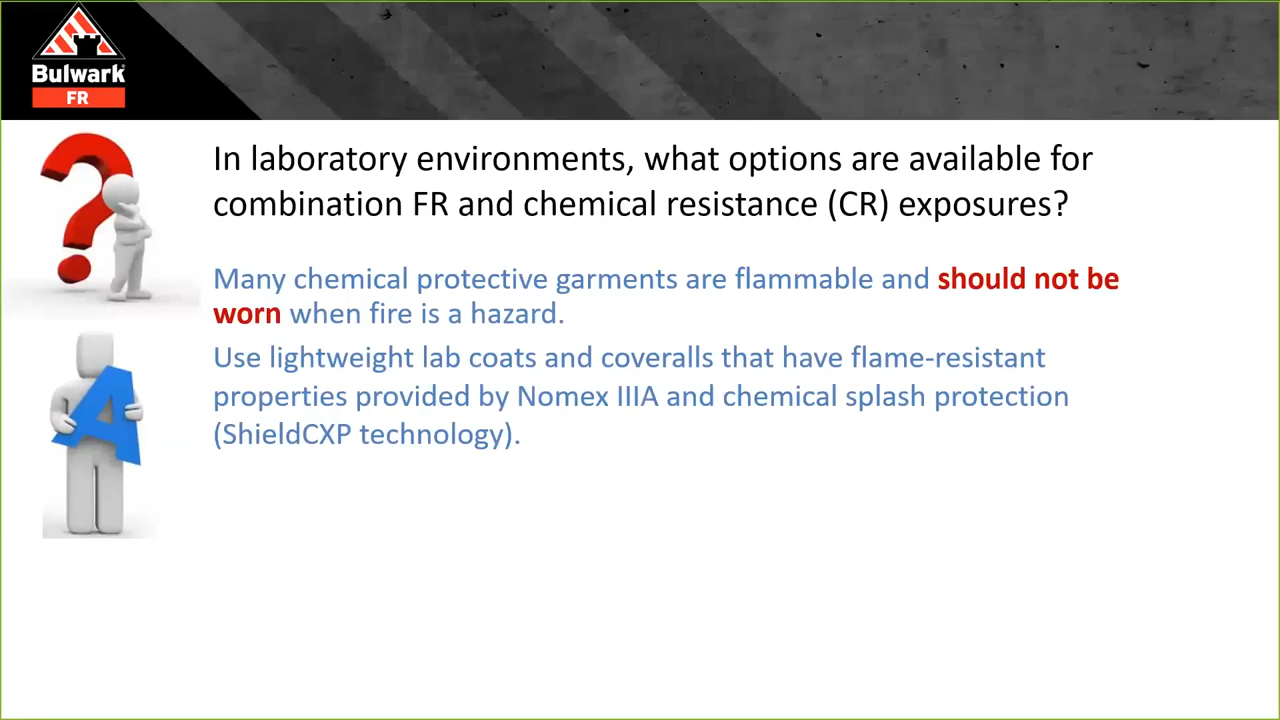 Bulwark
FR
In laboratory environments, what options are available for
combination FR and chemical resistance (CR) exposures?
Many chemical protective garments are flammable and should not be
worn when fire is a hazard.
Use lightweight lab coats and coveralls that have flame-resistant
properties provided by Nomex IIIA and chemical splash protection
(ShieldCXP technology).
A